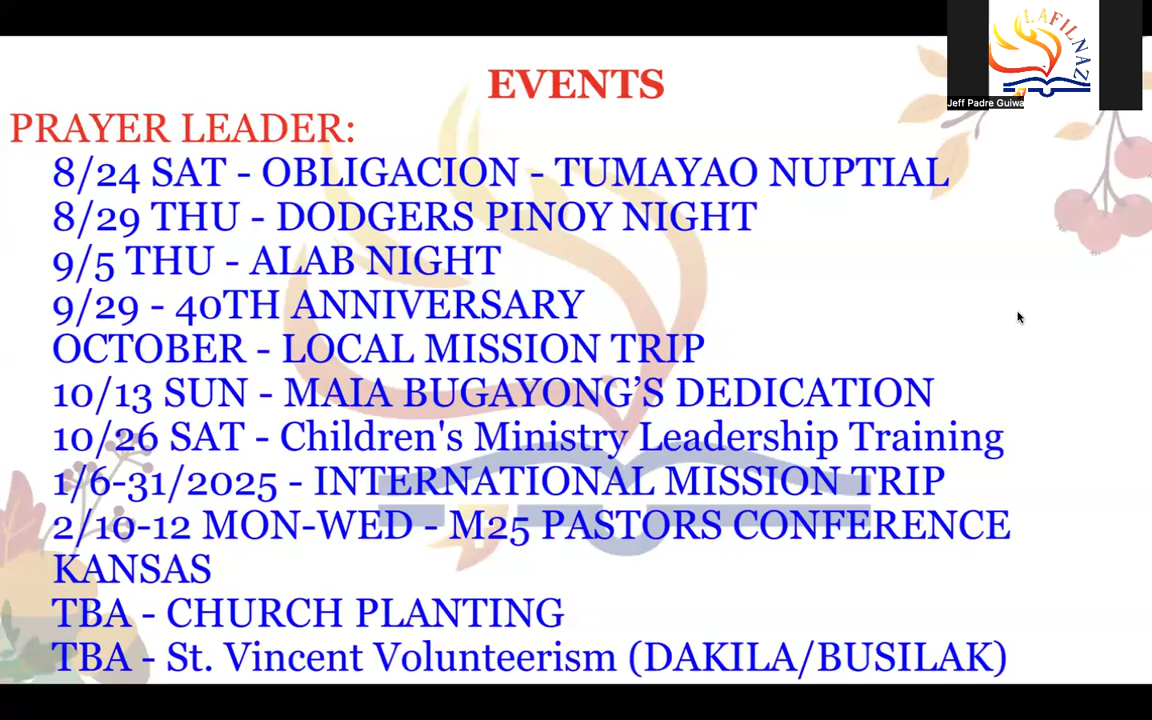 LAFILNAZ
Jeff Padre Guiwa
EVENTS
PRAYER LEADER:
8/24 SAT - OBLIGACION - TUMAYAO NUPTIAL
8/29 THU - DODGERS PINOY NIGHT
9/5 THU - ALAB NIGHT
9/29 - 40TH ANNIVERSARY
OCTOBER - LOCAL MISSION TRIP
10/13 SUN - MAIA BUGAYONG’S DEDICATION
10/26 SAT - Children's Ministry Leadership Training
1/6-31/2025 - INTERNATIONAL MISSION TRIP
2/10-12 MON-WED - M25 PASTORS CONFERENCE
KANSAS
TBA - CHURCH PLANTING
TBA - St. Vincent Volunteerism (DAKILA/BUSILAK)